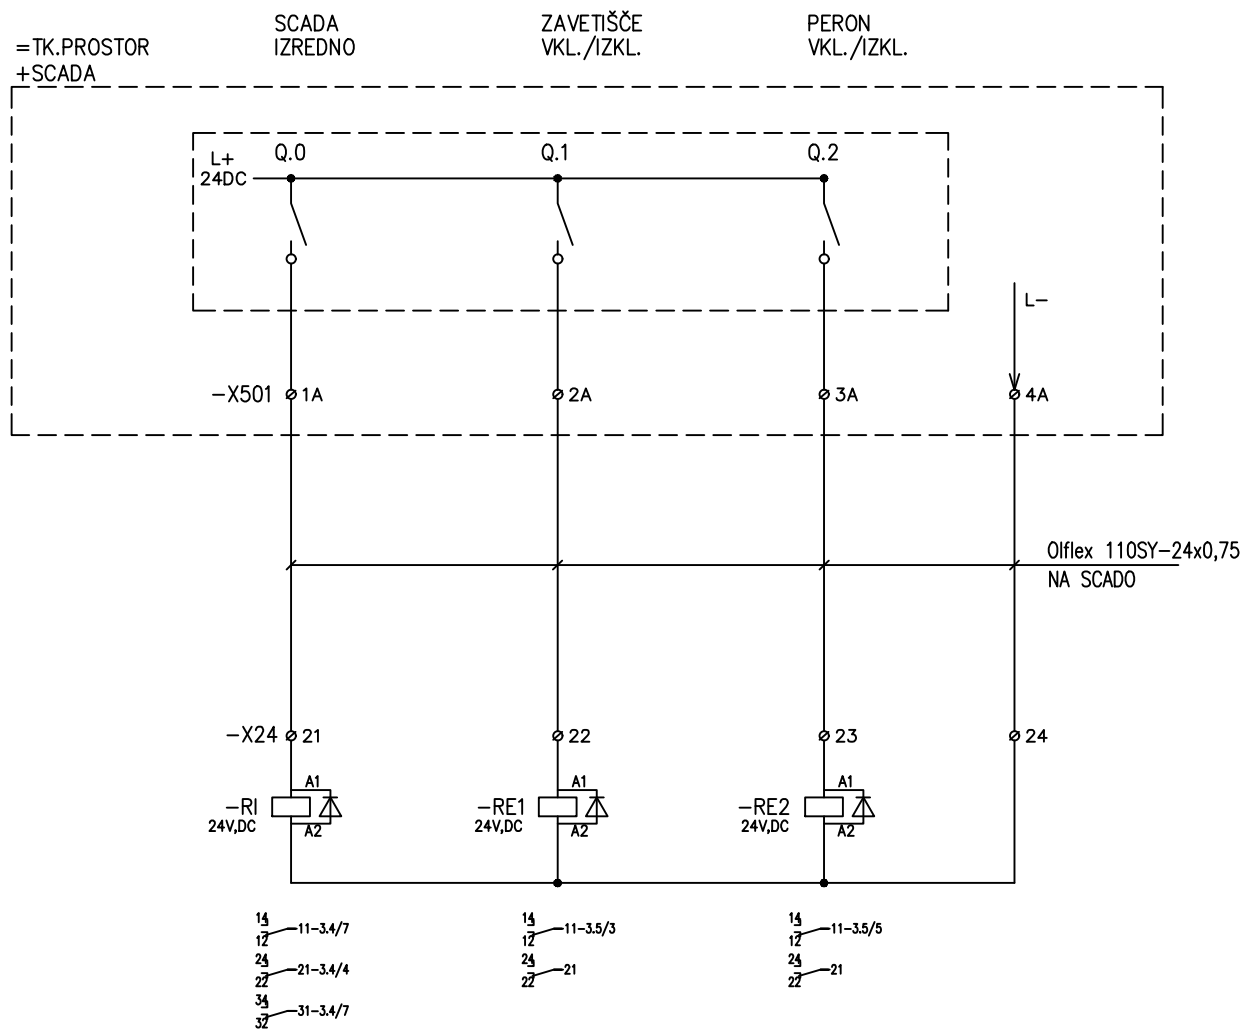 SCADA
IZREDNO
ZAVETIŠČE
VKL./IZKL.
PERON
VKL./IZKL.
=TK.PROSTOR
+SCADA
L+
24DC
Q.0
Q.1
Q.2
L-
-X501
1A
2A
3A
4A
Olflex 110SY-24x0,75
NA SCADO
-X24
21
22
23
24
A1
-RI
24V,DC
A2
A1
-RE1
24V,DC
A2
A1
-RE2
24V,DC
A2
14
12
11-3.4/7
24
22
21-3.4/4
34
32
31-3.4/7
14
12
11-3.5/3
24
22
21
14
12
11-3.5/5
24
22
21